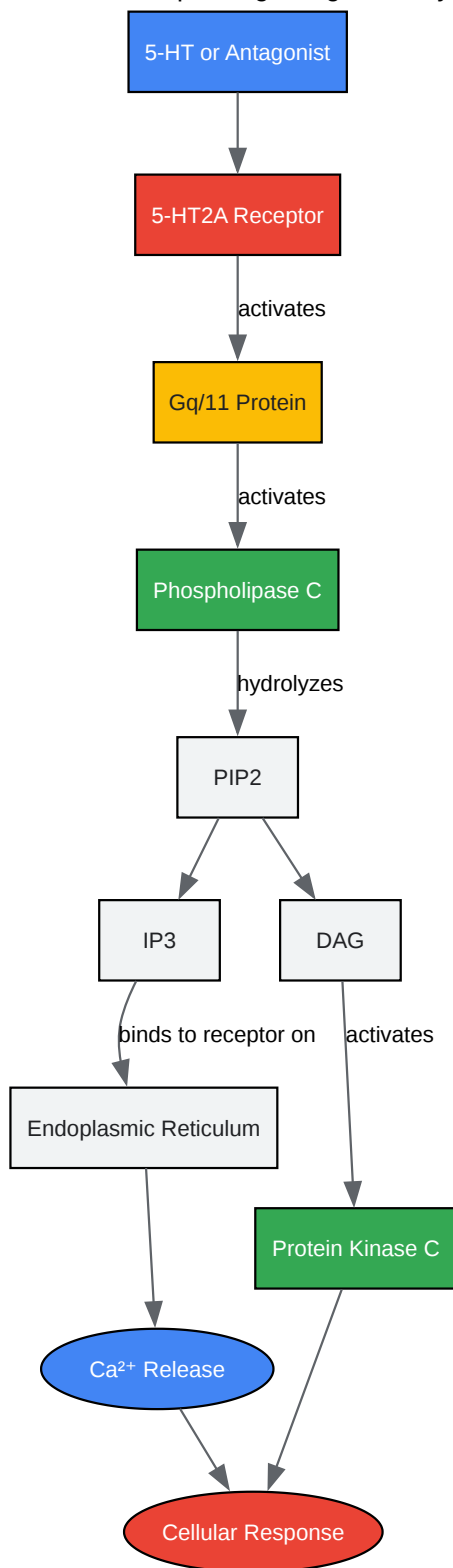 5-HT or Antagonist
5-HT2A Receptor
activates
Gq/11 Protein
activates
Phospholipase C
hydrolyzes
PIP2
IP3
DAG
binds to receptor on
activates
Endoplasmic Reticulum
Protein Kinase C
Ca²⁺ Release
Cellular Response